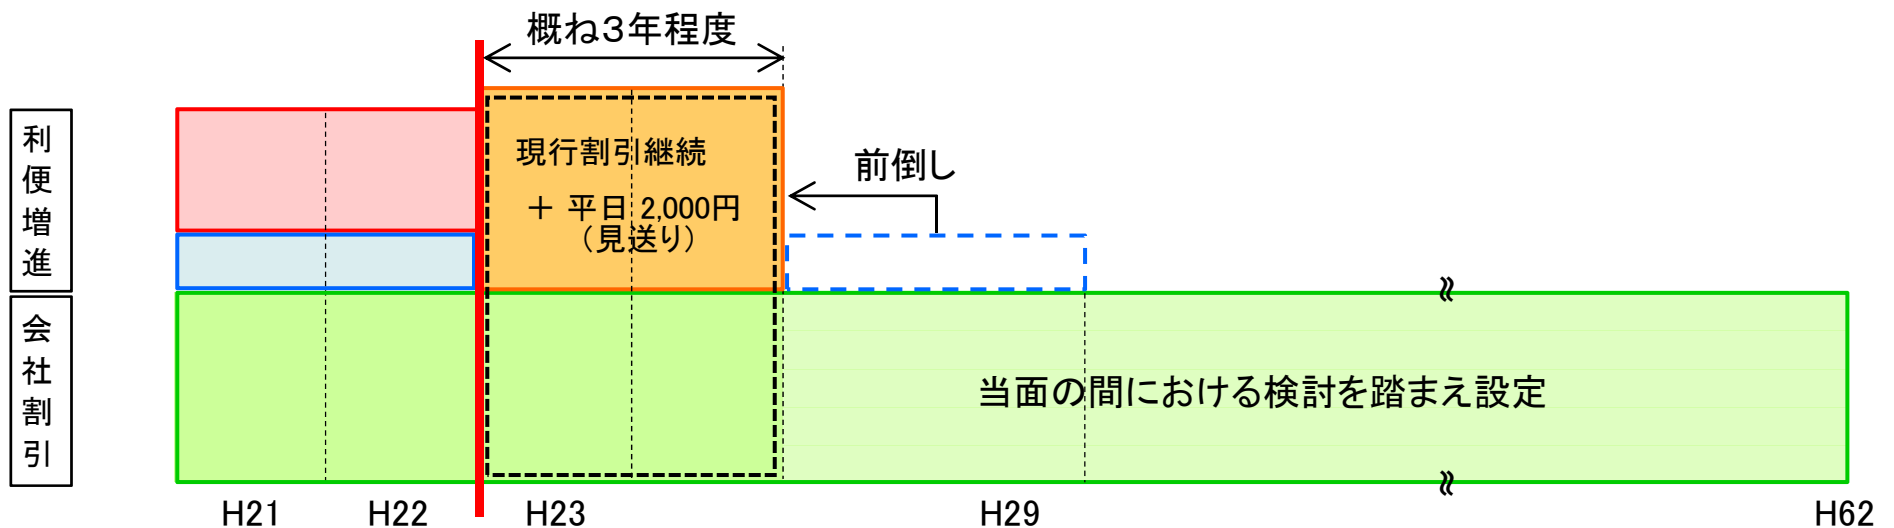 概ね3年程度
利便増進
現行割引継続
＋ 平日 2,000円
（見送り）
前倒し
会社割引
当面の間における検討を踏まえ設定
H21 H22 H23 H29 H62